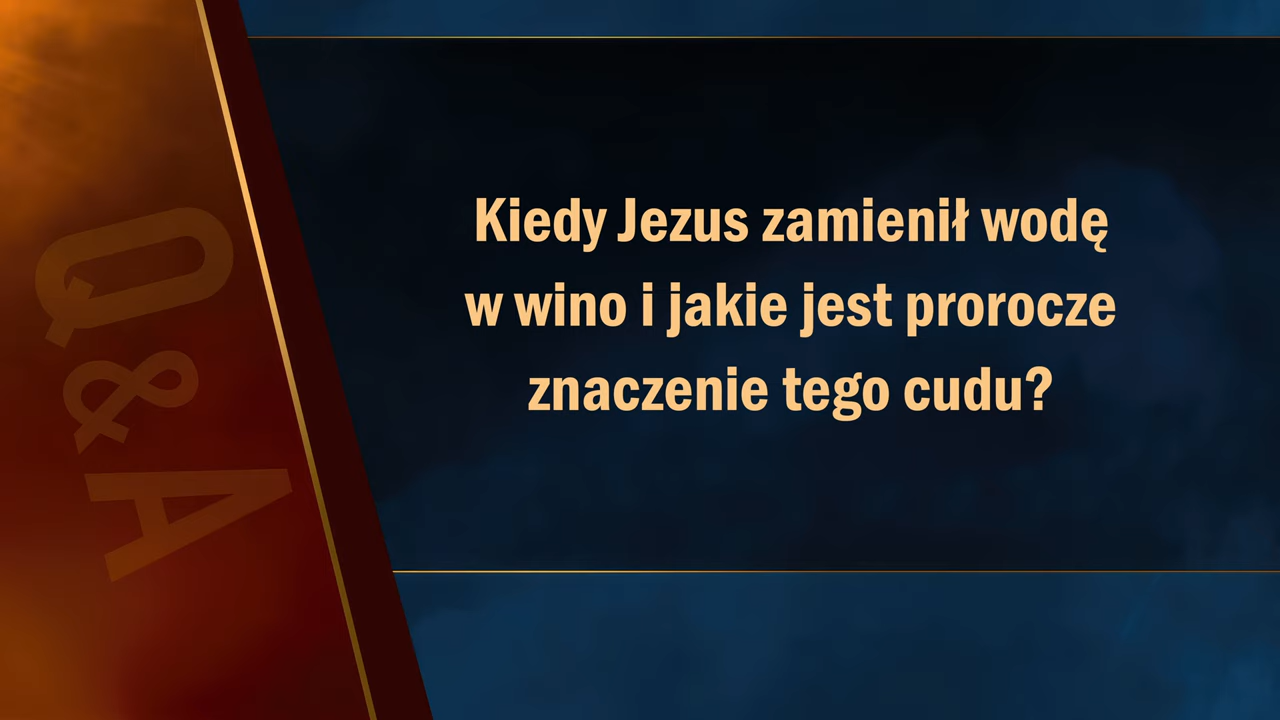 Q&A
Kiedy Jezus zamienił wodę
w wino i jakie jest prorocze
znaczenie tego cudu?